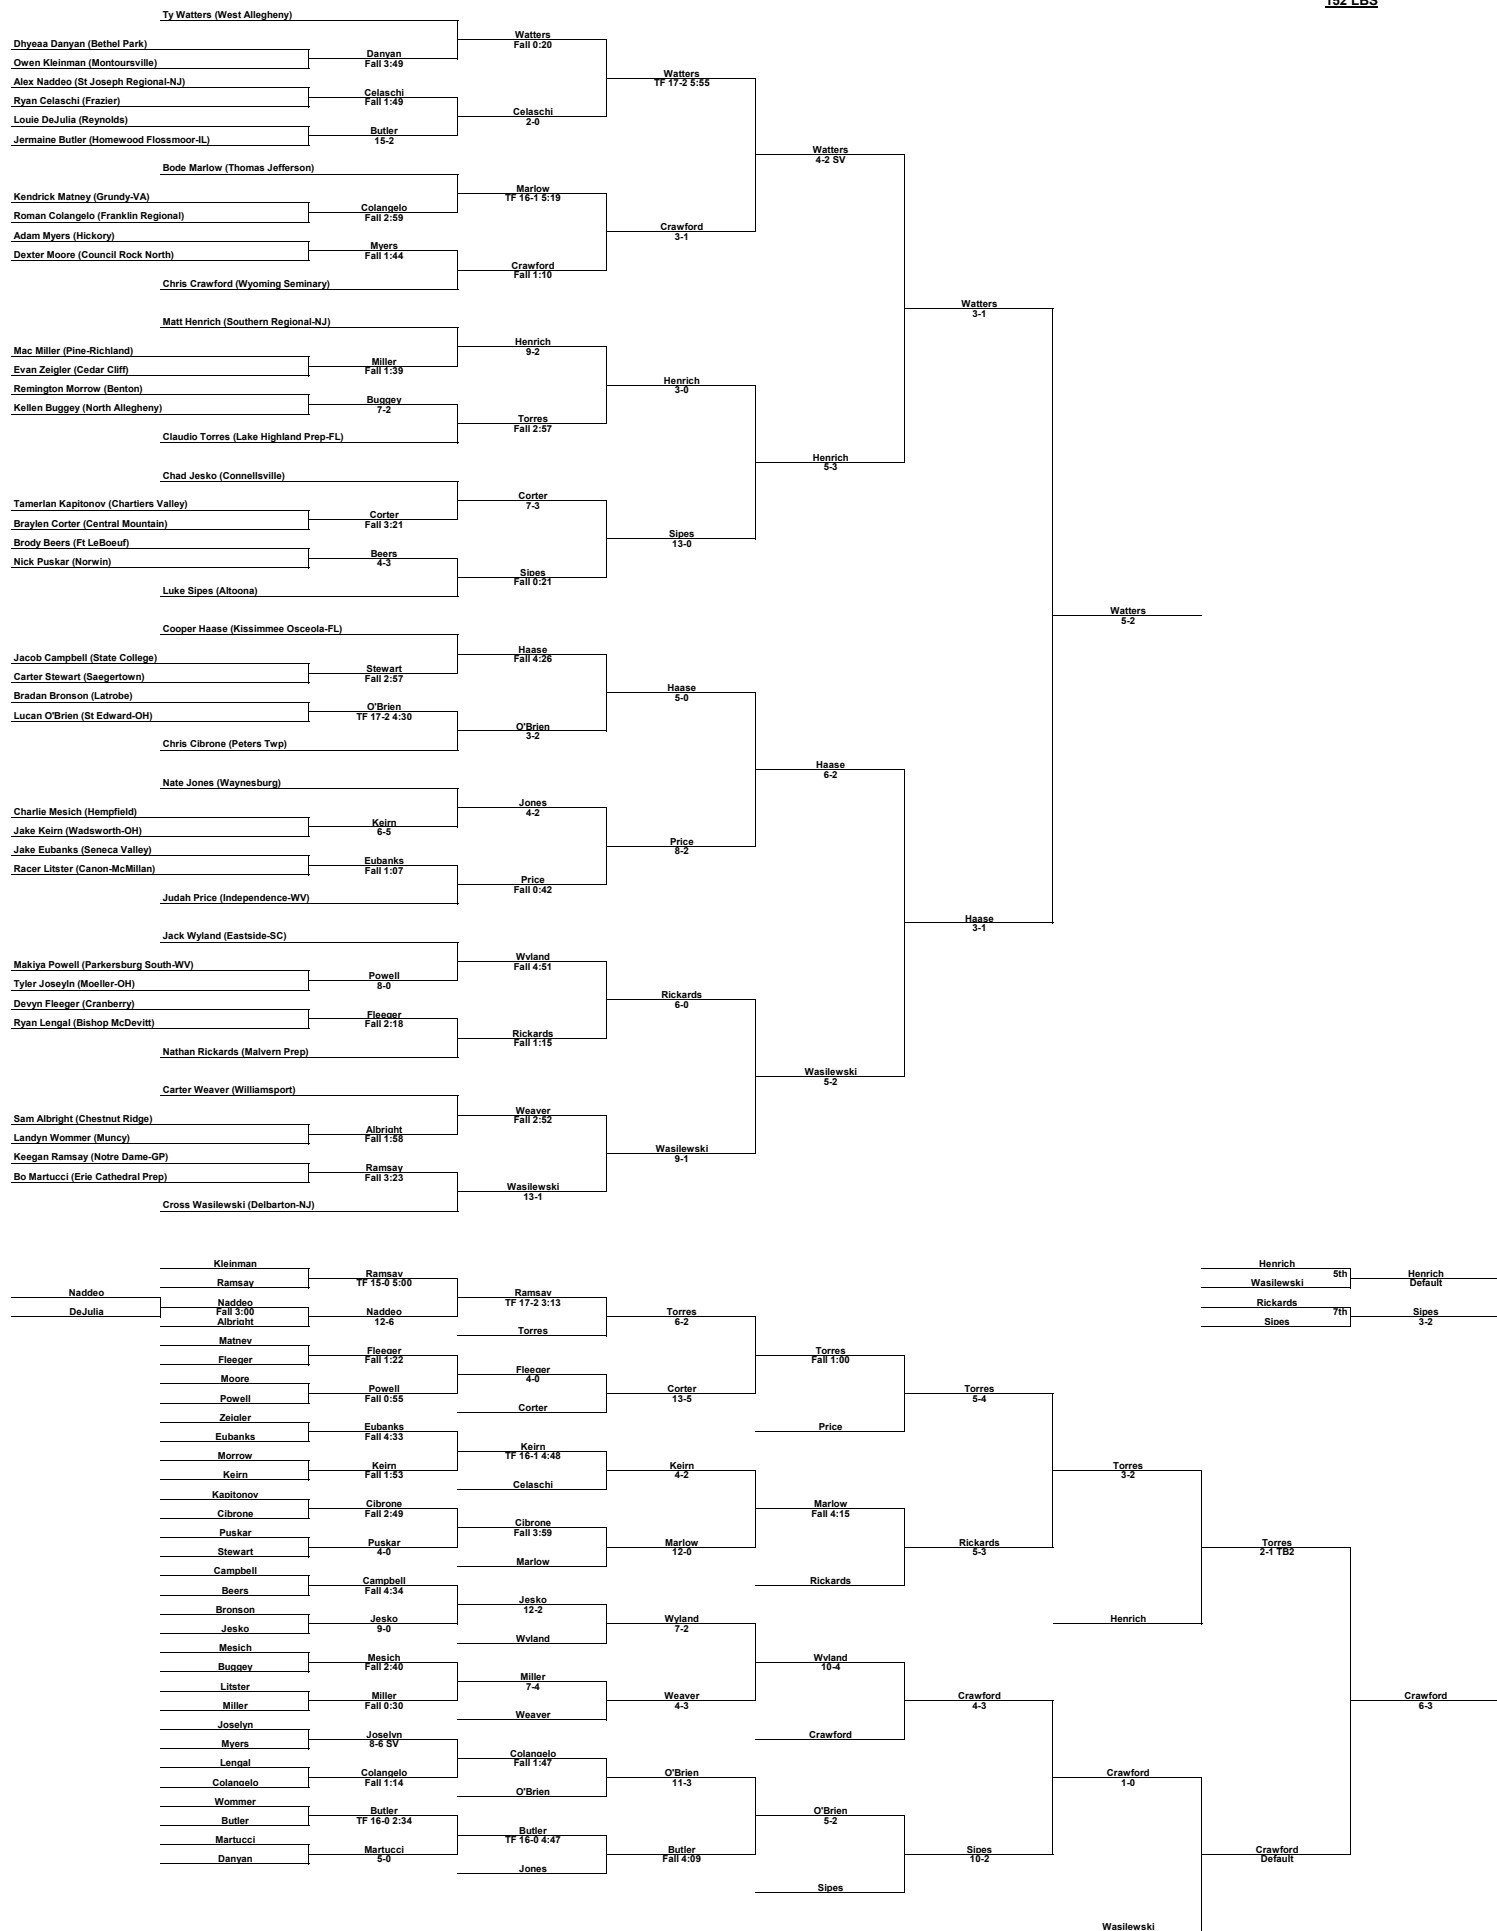 152 LBS
Ty Watters (West Allegheny)
Watters
Fall 0:20
Dhyeaa Danyan (Bethel Park)
Danyan
Fall 3:49
Owen Kleinman (Montoursville)
Watters
TF 17-2 5:55
Alex Naddeo (St Joseph Regional-NJ)
Celaschi
Fall 1:49
Ryan Celaschi (Frazier)
Celaschi
2-0
Louie DeJulia (Reynolds)
Butler
15-2
Jermaine Butler (Homewood Flossmoor-IL)
Watters
4-2 SV
Bode Marlow (Thomas Jefferson)
Marlow
TF 16-1 5:19
Kendrick Matney (Grundy-VA)
Colangelo
Fall 2:59
Roman Colangelo (Franklin Regional)
Crawford
3-1
Adam Myers (Hickory)
Myers
Fall 1:44
Dexter Moore (Council Rock North)
Crawford
Fall 1:10
Chris Crawford (Wyoming Seminary)
Watters
3-1
Matt Henrich (Southern Regional-NJ)
Henrich
9-2
Mac Miller (Pine-Richland)
Miller
Fall 1:39
Evan Zeigler (Cedar Cliff)
Henrich
3-0
Remington Morrow (Benton)
Buggey
7-2
Kellen Buggey (North Allegheny)
Torres
Fall 2:57
Claudio Torres (Lake Highland Prep-FL)
Henrich
5-3
Chad Jesko (Connellsville)
Corter
7-3
Tamerlan Kapitonov (Chartiers Valley)
Corter
Fall 3:21
Braylen Corter (Central Mountain)
Sipes
13-0
Brody Beers (Ft LeBoeuf)
Beers
4-3
Nick Puskar (Norwin)
Sipes
Fall 0:21
Luke Sipes (Altoona)
Watters
5-2
Cooper Haase (Kissimmee Osceola-FL)
Haase
Fall 4:26
Jacob Campbell (State College)
Stewart
Fall 2:57
Carter Stewart (Saegertown)
Haase
5-0
Bradan Bronson (Latrobe)
O'Brien
TF 17-2 4:30
Lucan O'Brien (St Edward-OH)
O'Brien
3-2
Chris Cibrone (Peters Twp)
Haase
6-2
Nate Jones (Waynesburg)
Jones
4-2
Charlie Mesich (Hempfield)
Keirn
6-5
Jake Keirn (Wadsworth-OH)
Price
8-2
Jake Eubanks (Seneca Valley)
Eubanks
Fall 1:07
Racer Litster (Canon-McMillan)
Price
Fall 0:42
Judah Price (Independence-WV)
Haase
3-1
Jack Wyland (Eastside-SC)
Wyland
Fall 4:51
Makiya Powell (Parkersburg South-WV)
Powell
8-0
Tyler Joseyln (Moeller-OH)
Rickards
6-0
Devyn Fleeger (Cranberry)
Fleeger
Fall 2:18
Ryan Lengal (Bishop McDevitt)
Rickards
Fall 1:15
Nathan Rickards (Malvern Prep)
Wasilewski
5-2
Carter Weaver (Williamsport)
Weaver
Fall 2:52
Sam Albright (Chestnut Ridge)
Albright
Fall 1:58
Landyn Wommer (Muncy)
Wasilewski
9-1
Keegan Ramsay (Notre Dame-GP)
Ramsay
Fall 3:23
Bo Martucci (Erie Cathedral Prep)
Wasilewski
13-1
Cross Wasilewski (Delbarton-NJ)
Kleinman
Ramsay
TF 15-0 5:00
Ramsay
Naddeo
DeJulia
Naddeo
Fall 3:00
Albright
Naddeo
12-6
Ramsay
TF 17-2 3:13
Torres
Torres
6-2
Henrich
5th
Wasilewski
Henrich
Default
Rickards
7th
Sipes
Sipes
3-2
Matney
Fleeger
Fall 1:22
Fleeger
Moore
Powell
Fall 0:55
Powell
Fleeger
4-0
Corter
Corter
13-5
Torres
Fall 1:00
Price
Torres
5-4
Zeigler
Eubanks
Fall 4:33
Eubanks
Morrow
Keirn
Fall 1:53
Keirn
Keirn
TF 16-1 4:48
Celaschi
Keirn
4-2
Torres
3-2
Kapitonov
Cibrone
Fall 2:49
Cibrone
Puskar
Puskar
4-0
Stewart
Cibrone
Fall 3:59
Marlow
Marlow
12-0
Marlow
Fall 4:15
Rickards
Rickards
5-3
Torres
2-1 TB2
Campbell
Campbell
Fall 4:34
Beers
Bronson
Jesko
9-0
Jesko
Jesko
12-2
Wyland
Wyland
7-2
Henrich
Mesich
Mesich
Fall 2:40
Buggey
Litster
Miller
Fall 0:30
Miller
Miller
7-4
Weaver
Weaver
4-3
Wyland
10-4
Crawford
Crawford
4-3
Crawford
6-3
Joselyn
Joselyn
8-6 SV
Myers
Lengal
Colangelo
Fall 1:14
Colangelo
Colangelo
Fall 1:47
O'Brien
O'Brien
11-3
Crawford
1-0
Wommer
Butler
TF 16-0 2:34
Butler
Martucci
Martucci
5-0
Danyan
Butler
TF 16-0 4:47
Jones
Butler
Fall 4:09
O'Brien
5-2
Sipes
Sipes
10-2
Crawford
Default
Wasilewski